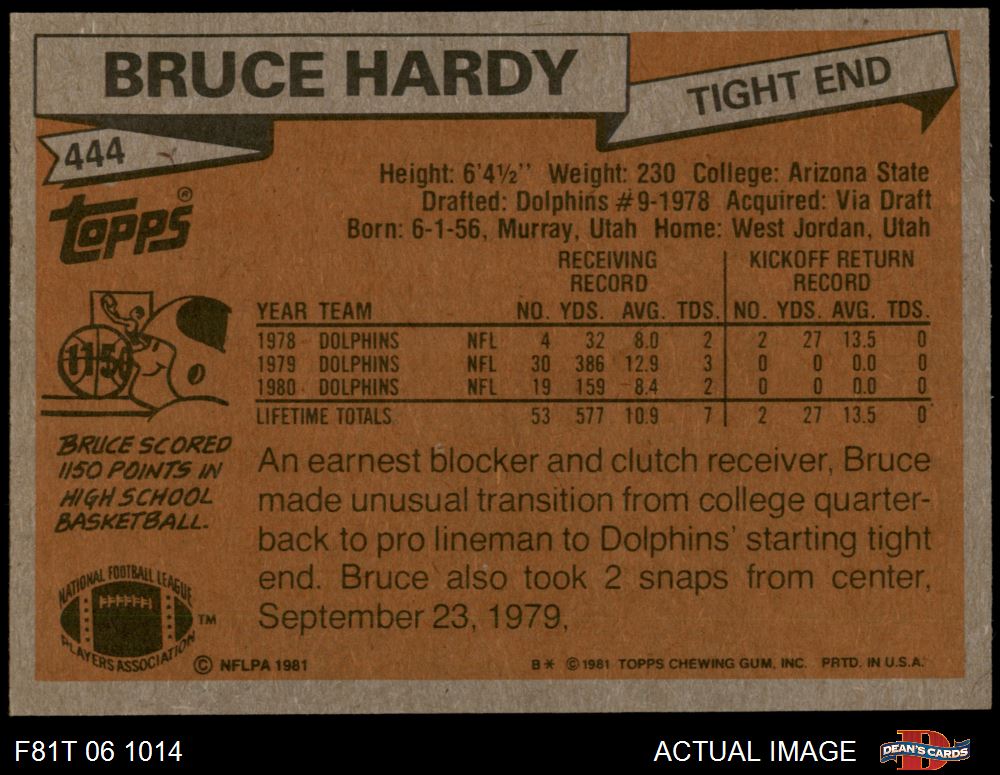 BRUCE HARDY
TIGHT END
444
Topps®
Height: 6'4½'' Weight: 230 College: Arizona State
Drafted: Dolphins #9-1978 Acquired: Via Draft
Born: 6-1-56, Murray, Utah Home: West Jordan, Utah
RECEIVING RECORD KICKOFF RETURN RECORD
YEAR TEAM NO. YDS. AVG. TDS. NO. YDS. AVG. TDS.
1978 DOLPHINS NFL 4 32 8.0 2 2 27 13.5 0
1979 DOLPHINS NFL 30 386 12.9 3 0 0 0.0 0
1980 DOLPHINS NFL 19 159 8.4 2 0 0 0.0 0
LIFETIME TOTALS 53 577 10.9 7 2 27 13.5 0
1150
BRUCE SCORED
1150 POINTS IN
HIGH SCHOOL
BASKETBALL.
An earnest blocker and clutch receiver, Bruce
made unusual transition from college quarter-
back to pro lineman to Dolphins' starting tight
end. Bruce also took 2 snaps from center,
September 23, 1979,
NATIONAL FOOTBALL LEAGUE
PLAYERS ASSOCIATION
TM
© NFLPA 1981
B* © 1981 TOPPS CHEWING GUM, INC. PRTD. IN U.S.A.
F81T 06 1014
ACTUAL IMAGE
D
DEAN'S CARDS